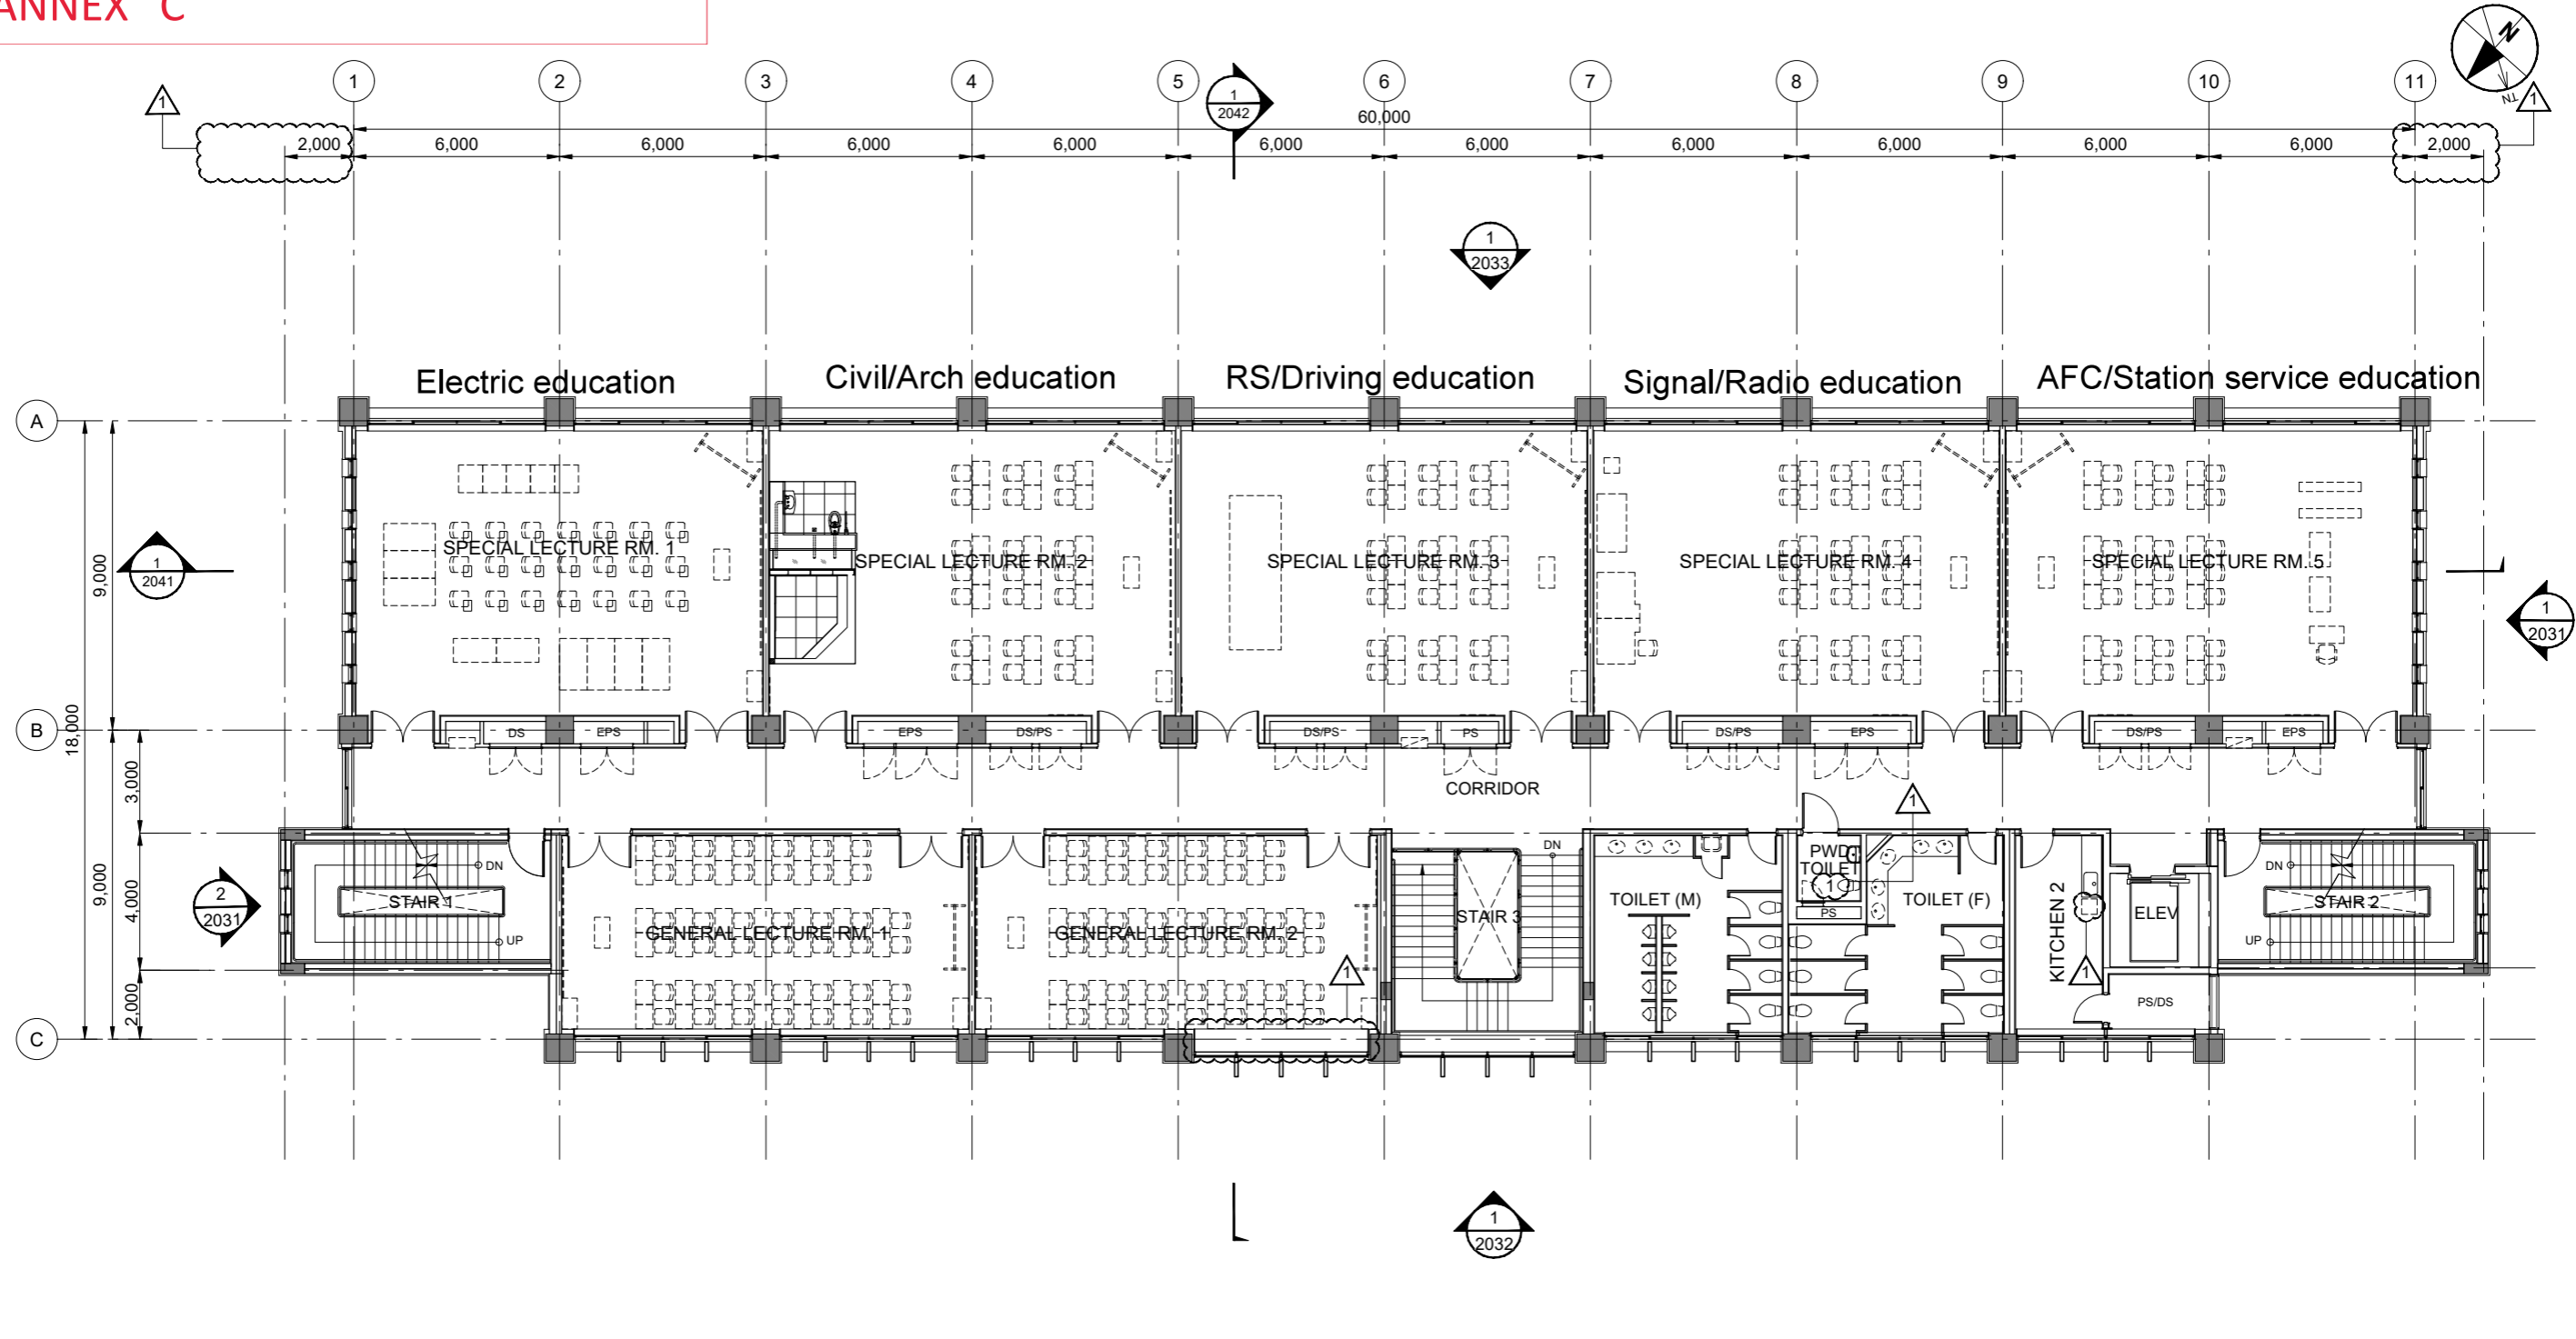 ANNEX "C"
N
TN
1 2 3 4 5 6 7 8 9 10 11
1
2042
1
1
60,000
2,000 6,000 6,000 6,000 6,000 6,000 6,000 6,000 6,000 6,000 6,000 2,000
1
2033
Electric education
Civil/Arch education
RS/Driving education
Signal/Radio education
AFC/Station service education
A
9,000
18,000
1
2041
SPECIAL LECTURE RM. 1
SPECIAL LECTURE RM. 2
SPECIAL LECTURE RM. 3
SPECIAL LECTURE RM. 4
SPECIAL LECTURE RM. 5
1
2031
B
DS EPS EPS DS/PS DS/PS PS DS/PS EPS DS/PS EPS
3,000
CORRIDOR
1
9,000
4,000
2,000
2
2031
DN
STAIR 1
UP
GENERAL LECTURE RM. 1
GENERAL LECTURE RM. 2
1
DN
STAIR 3
TOILET (M)
PWD
TOILET
1
PS
TOILET (F)
KITCHEN 2
1
ELEV
PS/DS
DN
STAIR 2
UP
C
1
2032